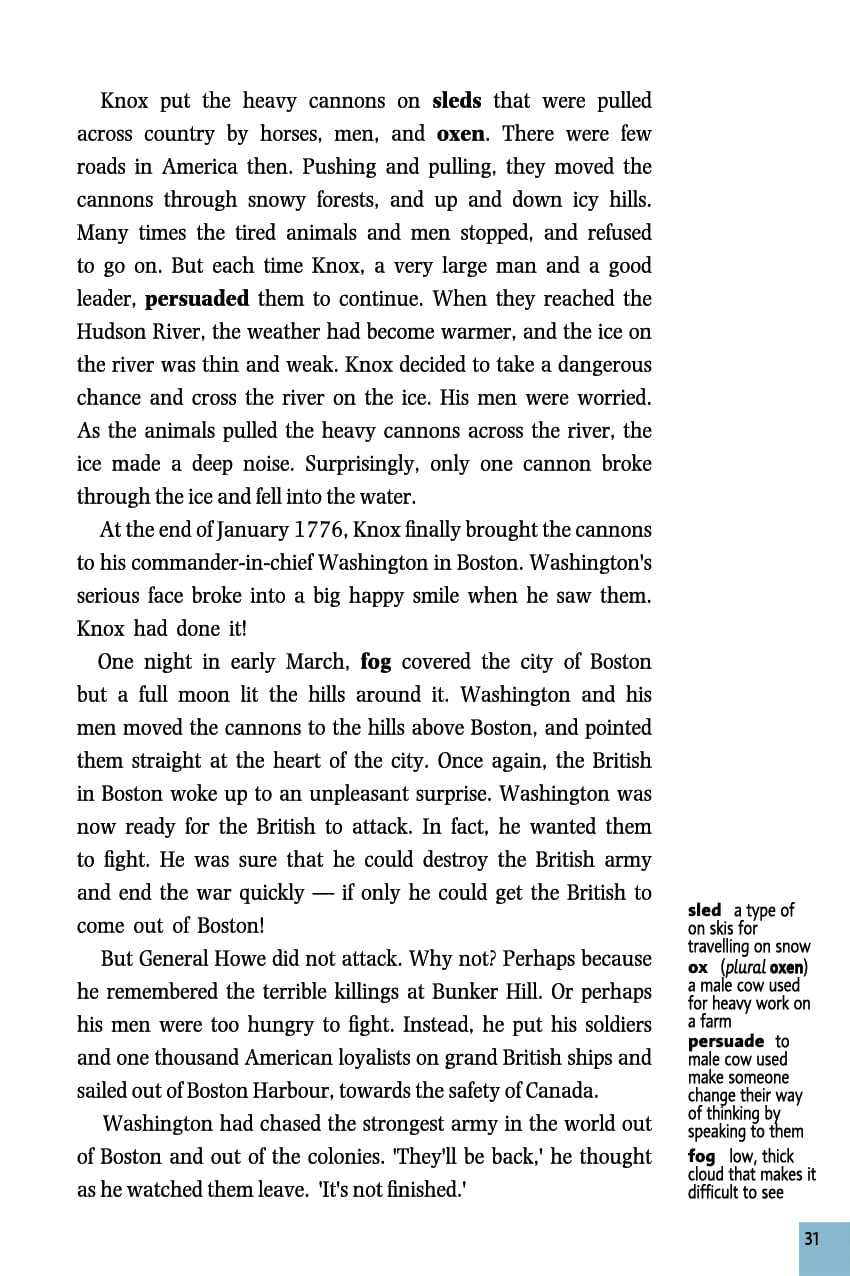 Knox put the heavy cannons on sleds that were pulled
across country by horses, men, and oxen. There were few
roads in America then. Pushing and pulling, they moved the
cannons through snowy forests, and up and down icy hills.
Many times the tired animals and men stopped, and refused
to go on. But each time Knox, a very large man and a good
leader, persuaded them to continue. When they reached the
Hudson River, the weather had become warmer, and the ice on
the river was thin and weak. Knox decided to take a dangerous
chance and cross the river on the ice. His men were worried.
As the animals pulled the heavy cannons across the river, the
ice made a deep noise. Surprisingly, only one cannon broke
through the ice and fell into the water.
At the end of January 1776, Knox finally brought the cannons
to his commander-in-chief Washington in Boston. Washington's
serious face broke into a big happy smile when he saw them.
Knox had done it!
One night in early March, fog covered the city of Boston
but a full moon lit the hills around it. Washington and his
men moved the cannons to the hills above Boston, and pointed
them straight at the heart of the city. Once again, the British
in Boston woke up to an unpleasant surprise. Washington was
now ready for the British to attack. In fact, he wanted them
to fight. He was sure that he could destroy the British army
and end the war quickly — if only he could get the British to
come out of Boston!
But General Howe did not attack. Why not? Perhaps because
he remembered the terrible killings at Bunker Hill. Or perhaps
his men were too hungry to fight. Instead, he put his soldiers
and one thousand American loyalists on grand British ships and
sailed out of Boston Harbour, towards the safety of Canada.
Washington had chased the strongest army in the world out
of Boston and out of the colonies. 'They'll be back,' he thought
as he watched them leave. 'It's not finished.'
sled a type of
on skis for
travelling on snow
ox (plural oxen)
a male cow used
for heavy work on
a farm
persuade to
male cow used
make someone
change their way
of thinking by
speaking to them
fog low, thick
cloud that makes it
difficult to see
31